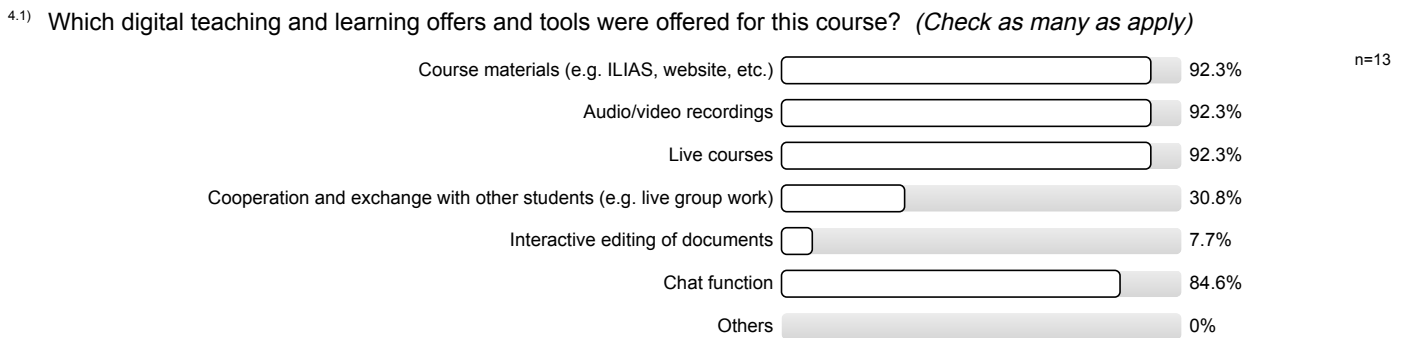 4.1) Which digital teaching and learning offers and tools were offered for this course? (Check as many as apply)
n=13
Course materials (e.g. ILIAS, website, etc.) 92.3%
Audio/video recordings 92.3%
Live courses 92.3%
Cooperation and exchange with other students (e.g. live group work) 30.8%
Interactive editing of documents 7.7%
Chat function 84.6%
Others 0%